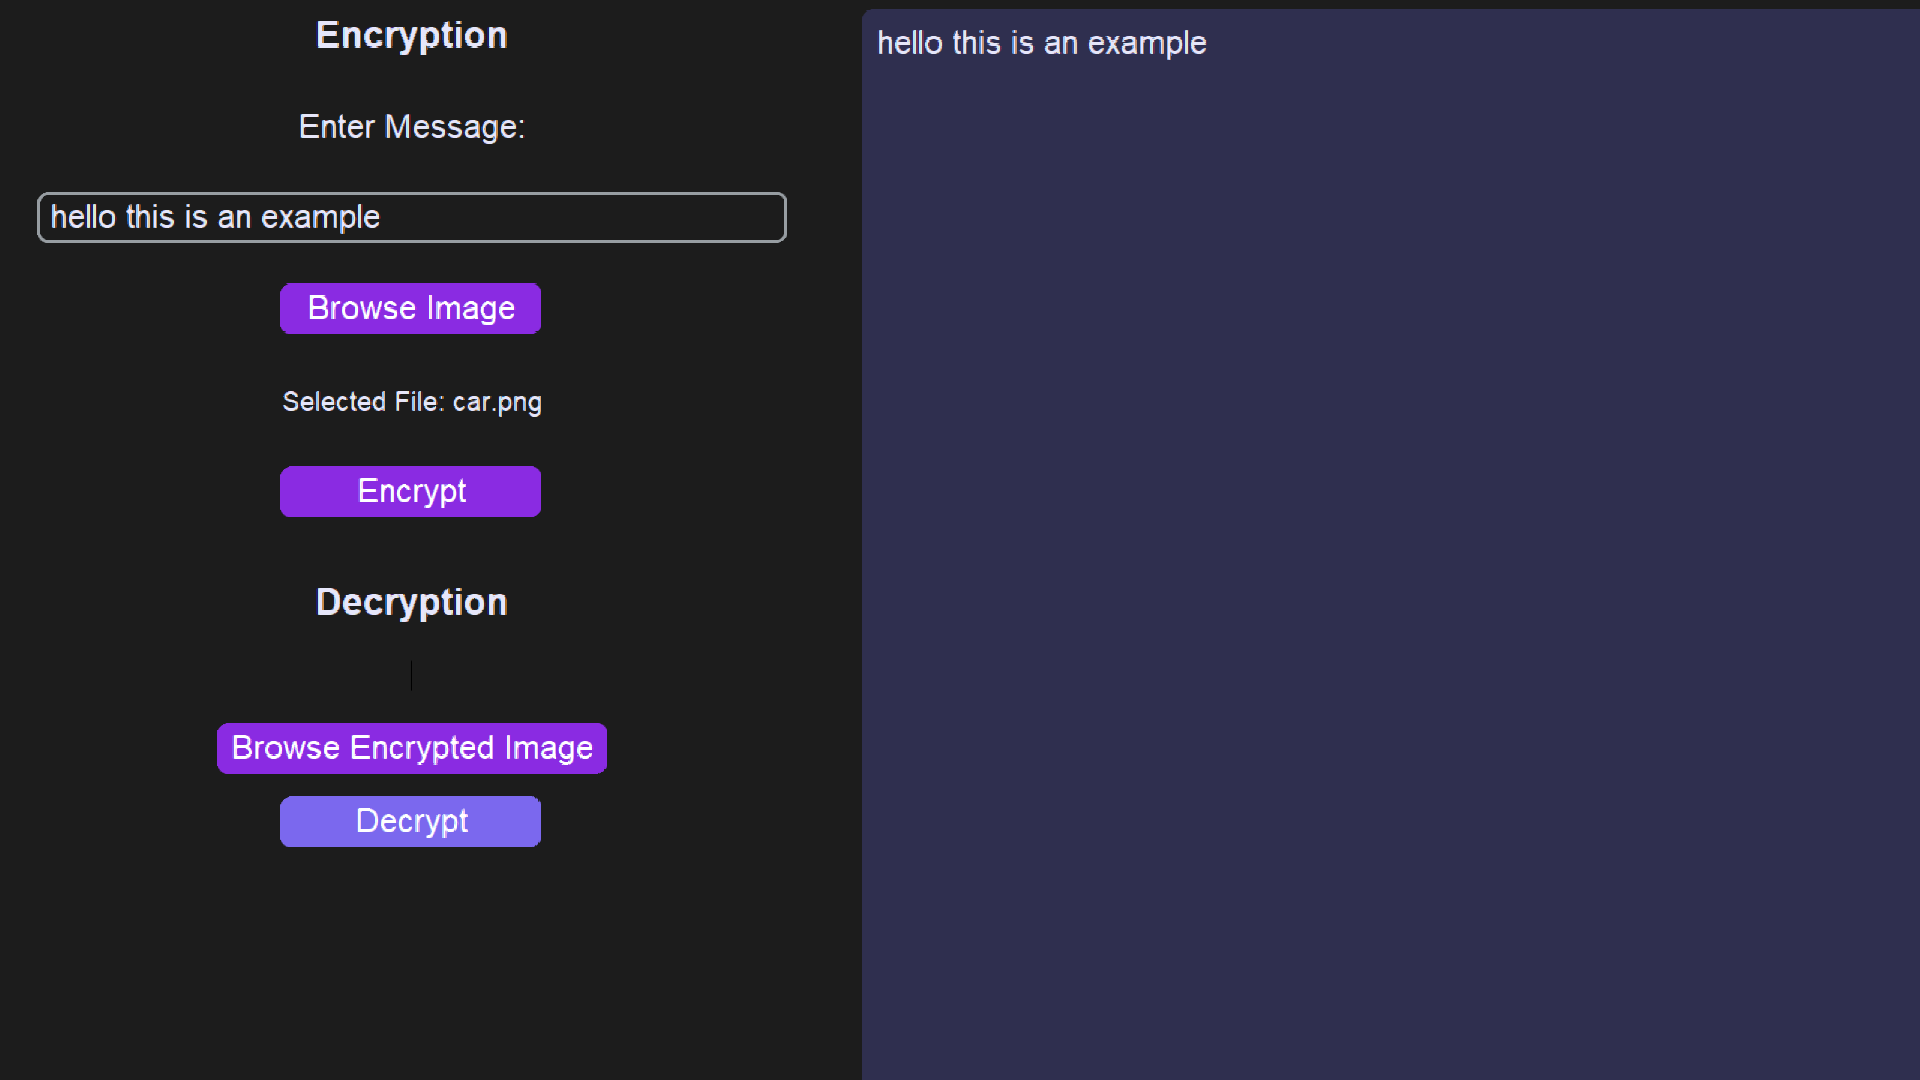 Encryption
Enter Message:
hello this is an example
Browse Image
Selected File: car.png
Encrypt
Decryption
Browse Encrypted Image
Decrypt
hello this is an example